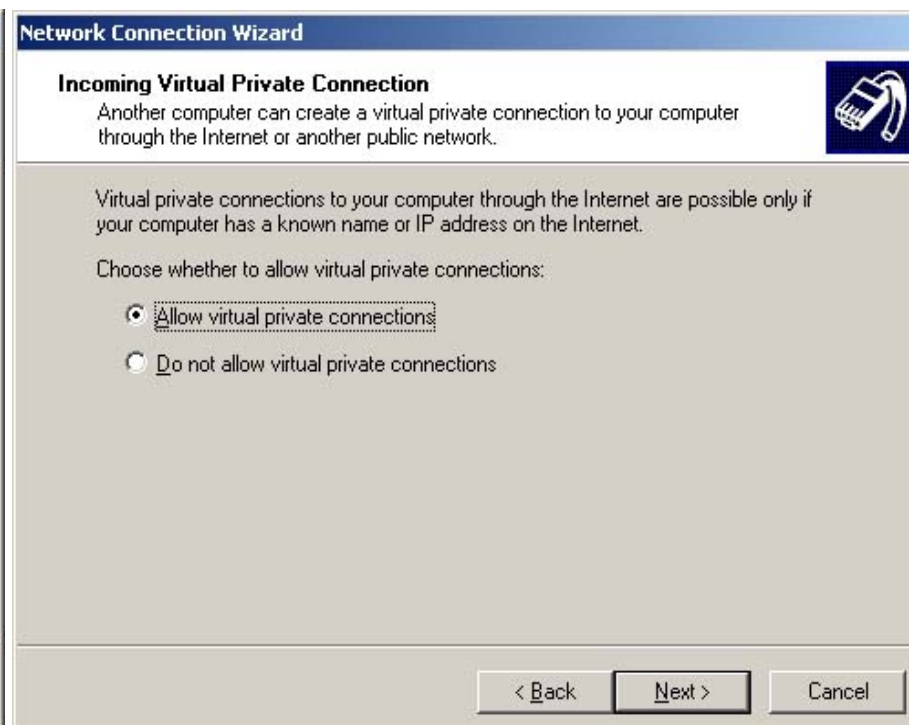 Network Connection Wizard
Incoming Virtual Private Connection
Another computer can create a virtual private connection to your computer
through the Internet or another public network.
Virtual private connections to your computer through the Internet are possible only if
your computer has a known name or IP address on the Internet.
Choose whether to allow virtual private connections:
Allow virtual private connections
Do not allow virtual private connections
< Back Next > Cancel